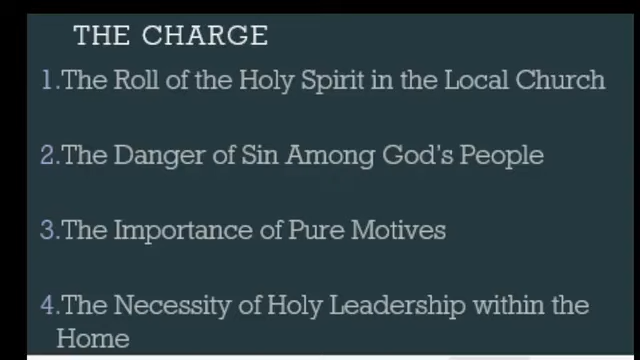 THE CHARGE
1.The Roll of the Holy Spirit in the Local Church
2.The Danger of Sin Among God's People
3.The Importance of Pure Motives
4.The Necessity of Holy Leadership within the
Home